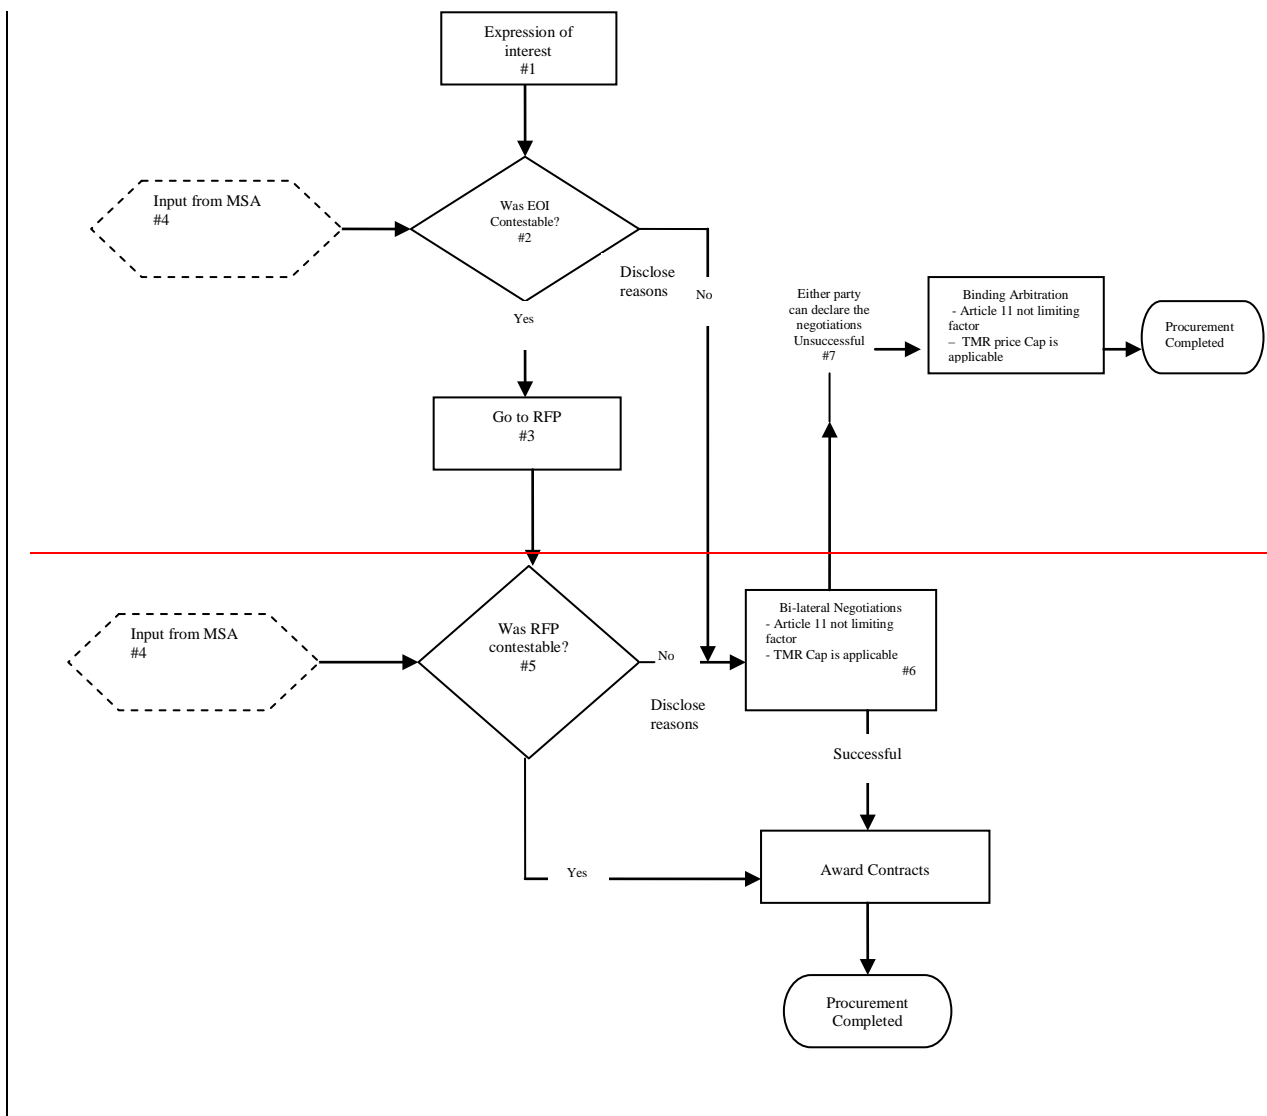 Expression of
interest
#1
Input from MSA
#4
Was EOI
Contestable?
#2
Disclose
reasons
No
Yes
Either party
can declare the
negotiations
Unsuccessful
#7
Binding Arbitration
- Article 11 not limiting
factor
– TMR price Cap is
applicable
Procurement
Completed
Go to RFP
#3
Input from MSA
#4
Was RFP
contestable?
#5
No
Disclose
reasons
Bi-lateral Negotiations
- Article 11 not limiting
factor
- TMR Cap is applicable
#6
Successful
Yes
Award Contracts
Procurement
Completed